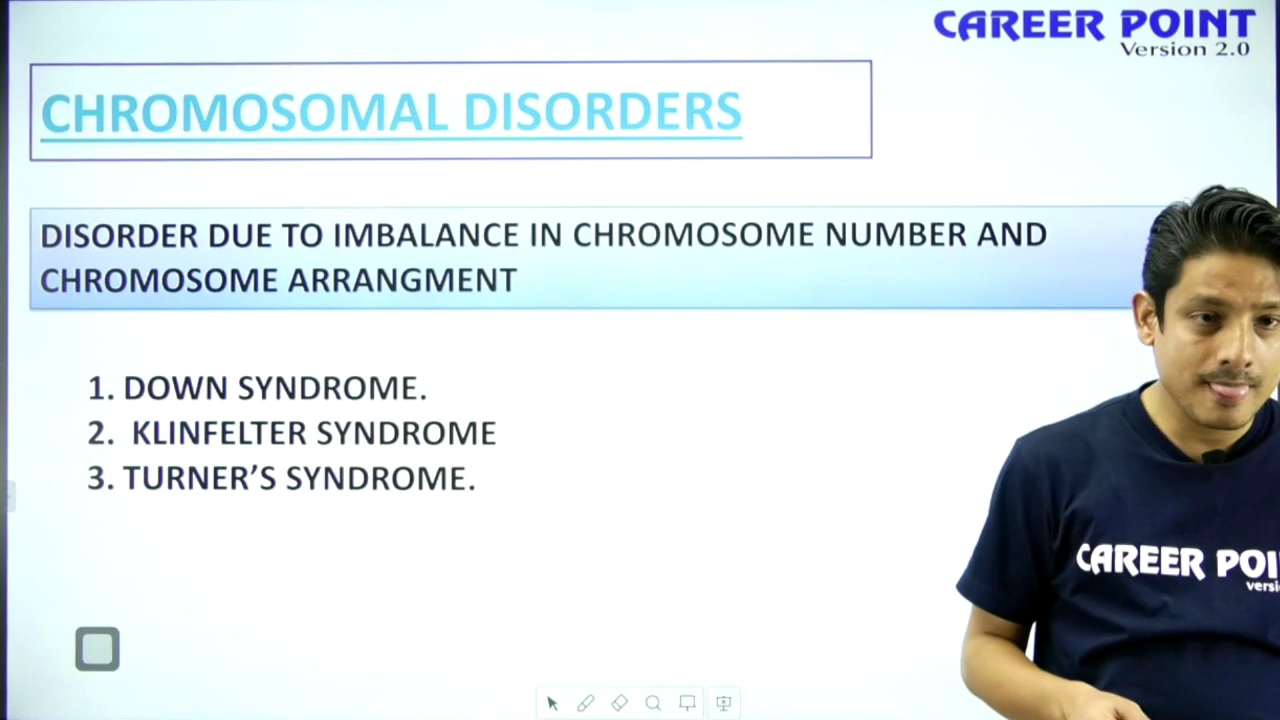 CAREER POINT
Version 2.0
CHROMOSOMAL DISORDERS
DISORDER DUE TO IMBALANCE IN CHROMOSOME NUMBER AND
CHROMOSOME ARRANGMENT
1. DOWN SYNDROME.
2. KLINFELTER SYNDROME
3. TURNER'S SYNDROME.
CAREER POI
versi